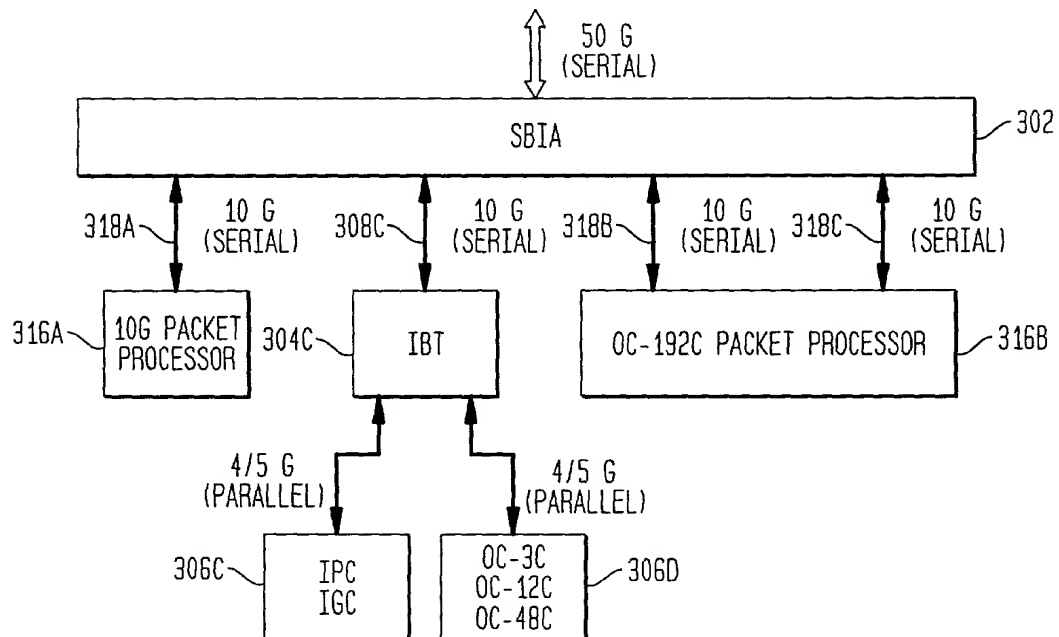 50 G
(SERIAL)
SBIA
302
318A
10 G
(SERIAL)
308C
10 G
(SERIAL)
318B
10 G
(SERIAL)
318C
10 G
(SERIAL)
316A
10G PACKET
PROCESSOR
304C
IBT
OC-192C PACKET PROCESSOR
316B
4/5 G
(PARALLEL)
4/5 G
(PARALLEL)
306C
IPC
IGC
OC-3C
OC-12C
OC-48C
306D